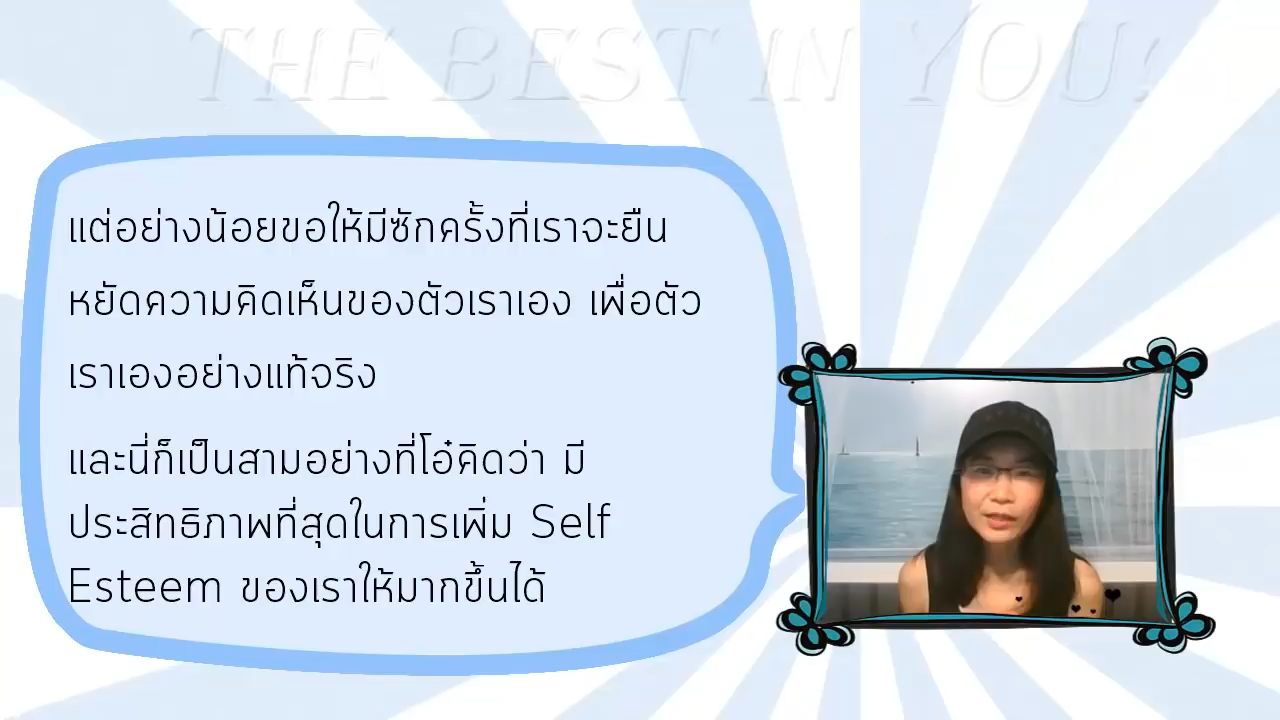 THE BEST IN YOU!
แต่อย่างน้อยขอให้มีซักครั้งที่เราจะยืน
หยัดความคิดเห็นของตัวเราเอง เพื่อตัว
เราเองอย่างแท้จริง
และนี่ก็เป็นสามอย่างที่โอ๋คิดว่า มี
ประสิทธิภาพที่สุดในการเพิ่ม Self
Esteem ของเราให้มากขึ้นได้